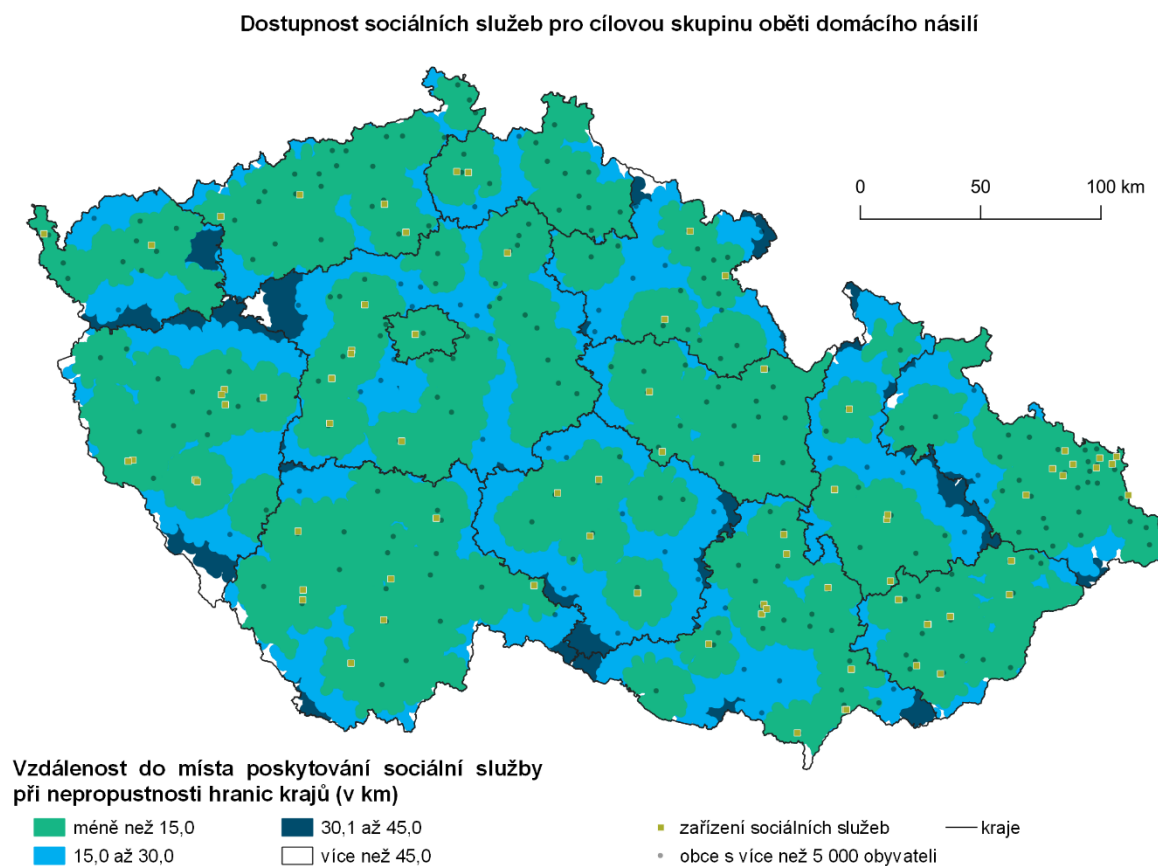 Dostupnost sociálních služeb pro cílovou skupinu oběti domácího násilí
0 50 100 km
Vzdálenost do místa poskytování sociální služby
při nepropustnosti hranic krajů (v km)
méně než 15,0
30,1 až 45,0
zařízení sociálních služeb
kraje
15,0 až 30,0
více než 45,0
obce s více než 5 000 obyvateli